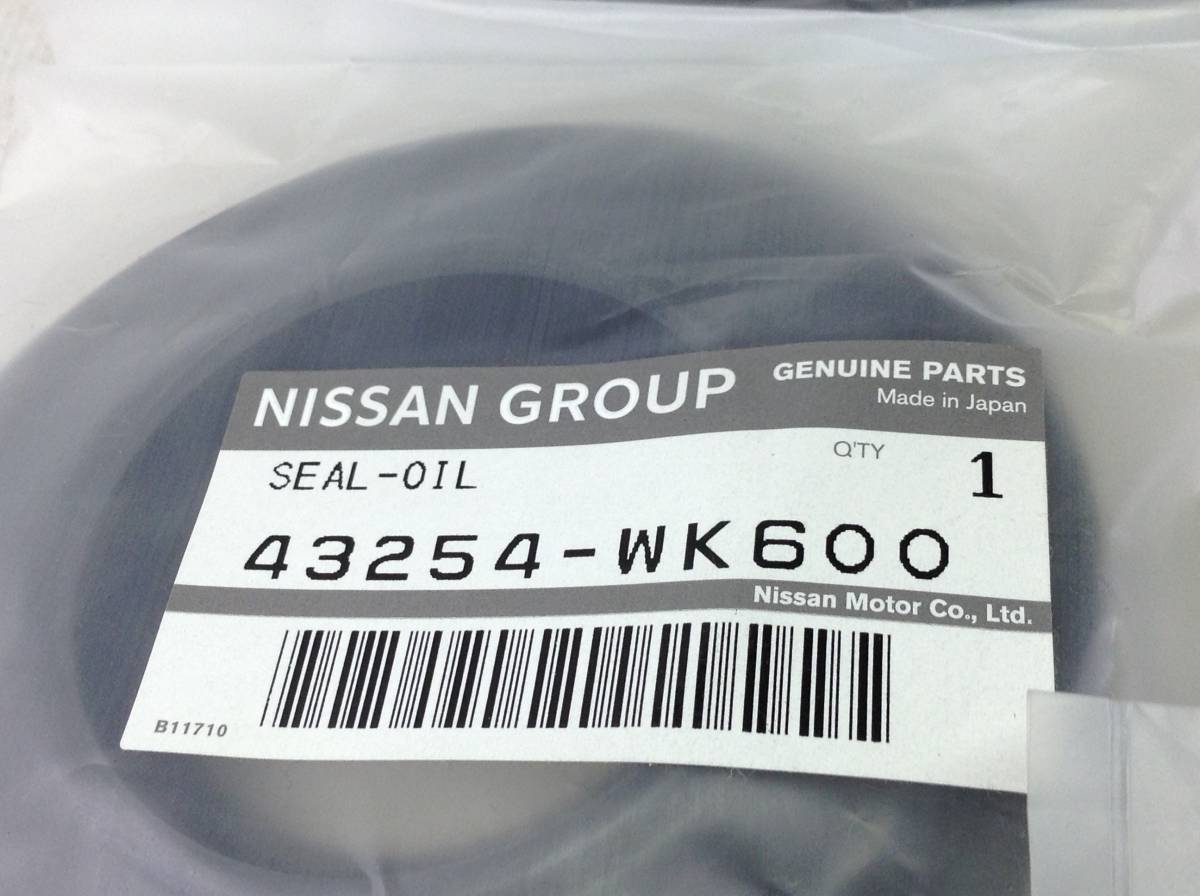 NISSAN GROUP
GENUINE PARTS
Made in Japan
SEAL-OIL
Q'TY 1
43254-WK600
Nissan Motor Co., Ltd.
B11710